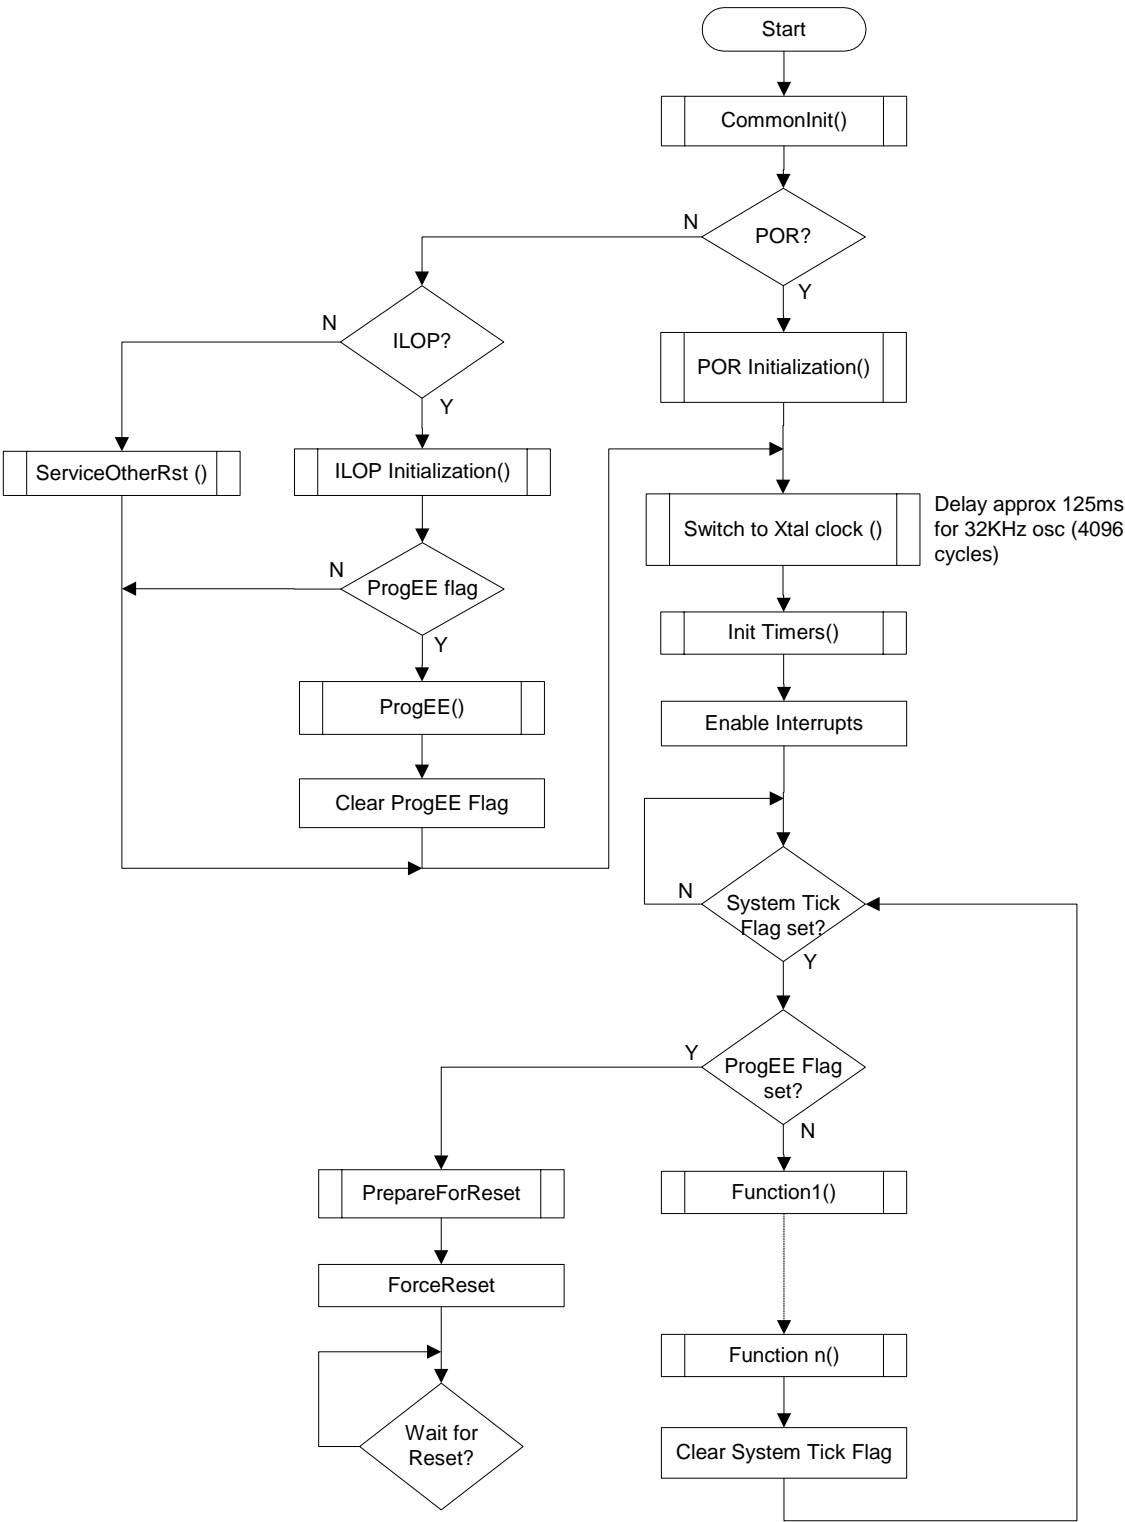 Start
CommonInit()
N
POR?
Y
N
ILOP?
Y
POR Initialization()
ServiceOtherRst ()
ILOP Initialization()
Switch to Xtal clock ()
Delay approx 125ms
for 32KHz osc (4096
cycles)
N
ProgEE flag
Y
Init Timers()
ProgEE()
Enable Interrupts
Clear ProgEE Flag
N
System Tick
Flag set?
Y
Y
ProgEE Flag
set?
N
PrepareForReset
Function1()
ForceReset
Function n()
Wait for
Reset?
Clear System Tick Flag